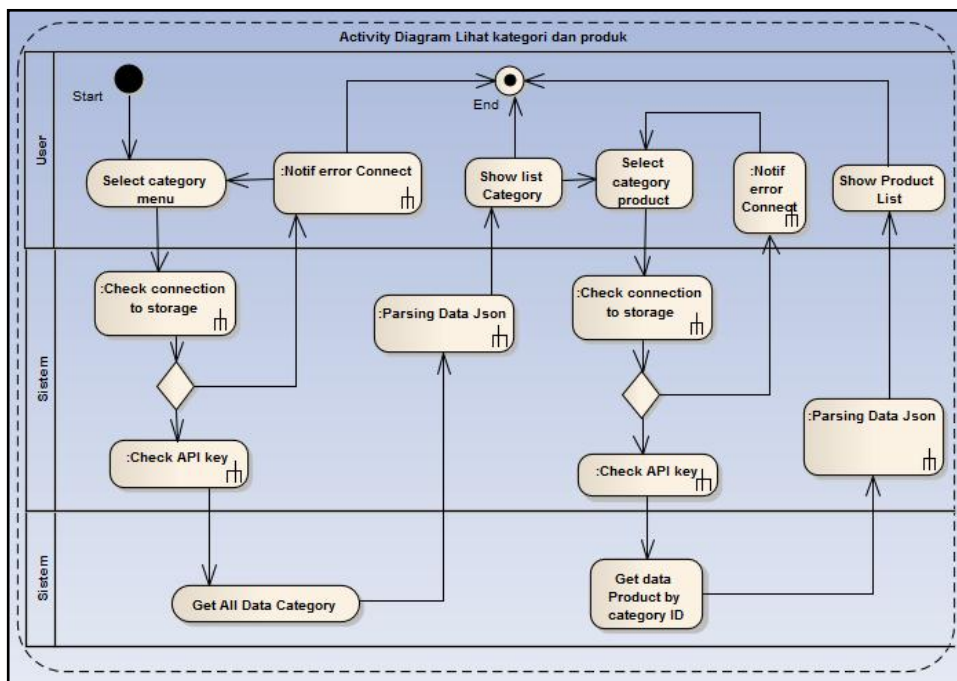 Activity Diagram Lihat kategori dan produk
User
Start
End
Select category
menu
:Notif error Connect
Show list
Category
Select
category
product
:Notif
error
Connect
Show Product
List
Sistem
:Check connection
to storage
:Parsing Data Json
:Check connection
to storage
:Parsing Data Json
:Check API key
:Check API key
Sistem
Get All Data Category
Get data
Product by
category ID